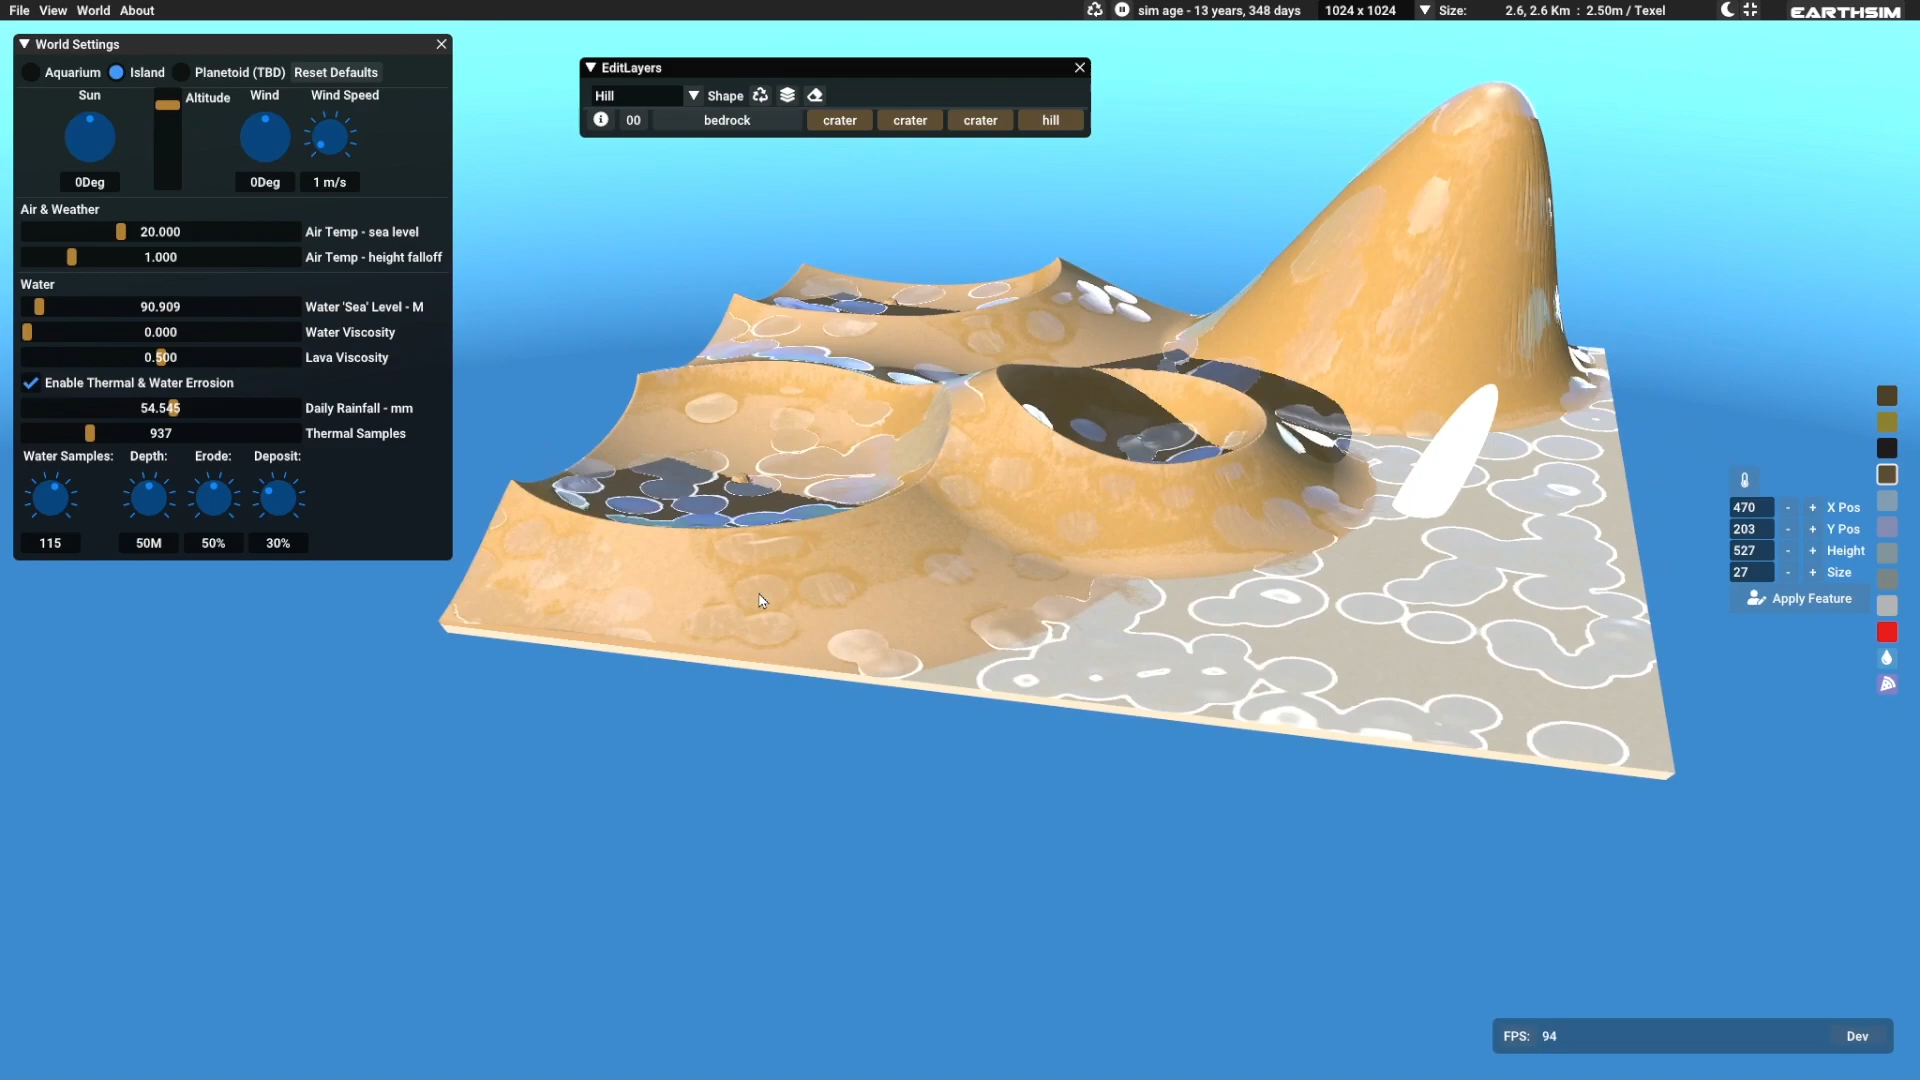 File View World About
sim age - 13 years, 348 days 1024 x 1024 Size: 2.6, 2.6 Km : 2.50m / Texel EARTHSIM
World Settings
Aquarium Island Planetoid (TBD) Reset Defaults
Sun Altitude Wind Wind Speed
0Deg 0Deg 1 m/s
Air & Weather
20.000 Air Temp - sea level
1.000 Air Temp - height falloff
Water
90.909 Water 'Sea' Level - M
0.000 Water Viscosity
0.500 Lava Viscosity
Enable Thermal & Water Errosion
54.545 Daily Rainfall - mm
937 Thermal Samples
Water Samples: Depth: Erode: Deposit:
115 50M 50% 30%
EditLayers
Hill Shape
00 bedrock crater crater crater hill
470 - + X Pos
203 - + Y Pos
527 - + Height
27 - + Size
Apply Feature
FPS: 94 Dev